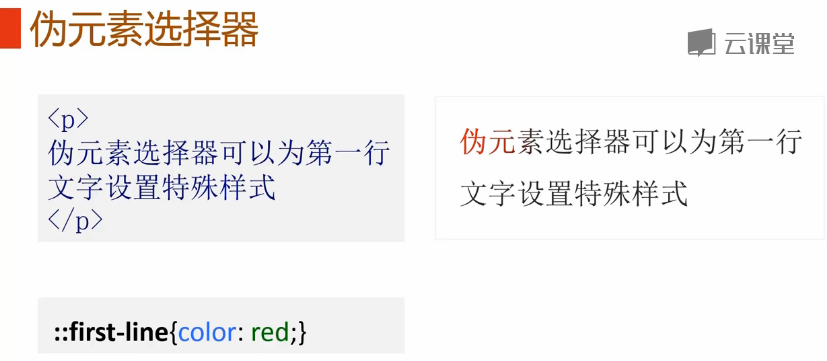 伪元素选择器
云课堂
<p>
伪元素选择器可以为第一行
文字设置特殊样式
</p>
伪元素选择器可以为第一行
文字设置特殊样式
::first-line{color: red;}